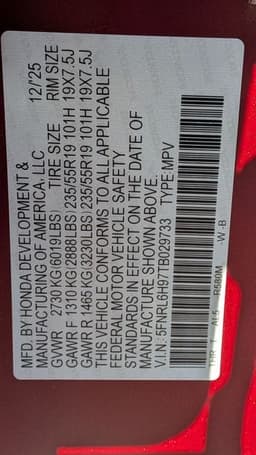 MFD. BY HONDA DEVELOPMENT &
MANUFACTURING OF AMERICA, LLC 12/'25
GVWR 2730 KG(6019LBS) TIRE SIZE RIM SIZE
GAWR F 1310 KG(2888LBS) 235/55R19 101H 19X7.5J
GAWR R 1465 KG(3230LBS) 235/55R19 101H 19X7.5J
THIS VEHICLE CONFORMS TO ALL APPLICABLE
FEDERAL MOTOR VEHICLE SAFETY
STANDARDS IN EFFECT ON THE DATE OF
MANUFACTURE SHOWN ABOVE.
V.I.N.: 5FNRL6H97TB029733 TYPE:MPV
-W-B
THR T AL5 R580M